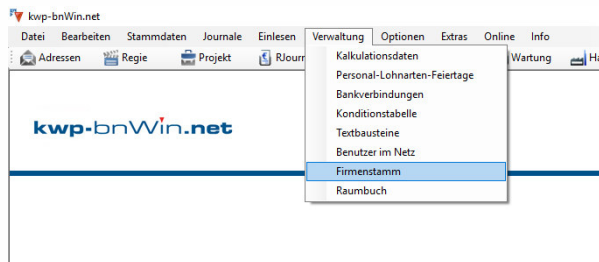 kwp-bnWin.net
Datei Bearbeiten Stammdaten Journale Einlesen Verwaltung Optionen Extras Online Info
Adressen Regie Projekt RJourn Wartung Ha
Kalkulationsdaten
Personal-Lohnarten-Feiertage
Bankverbindungen
Konditionstabelle
Textbausteine
Benutzer im Netz
Firmenstamm
Raumbuch
kwp-bnWin.net